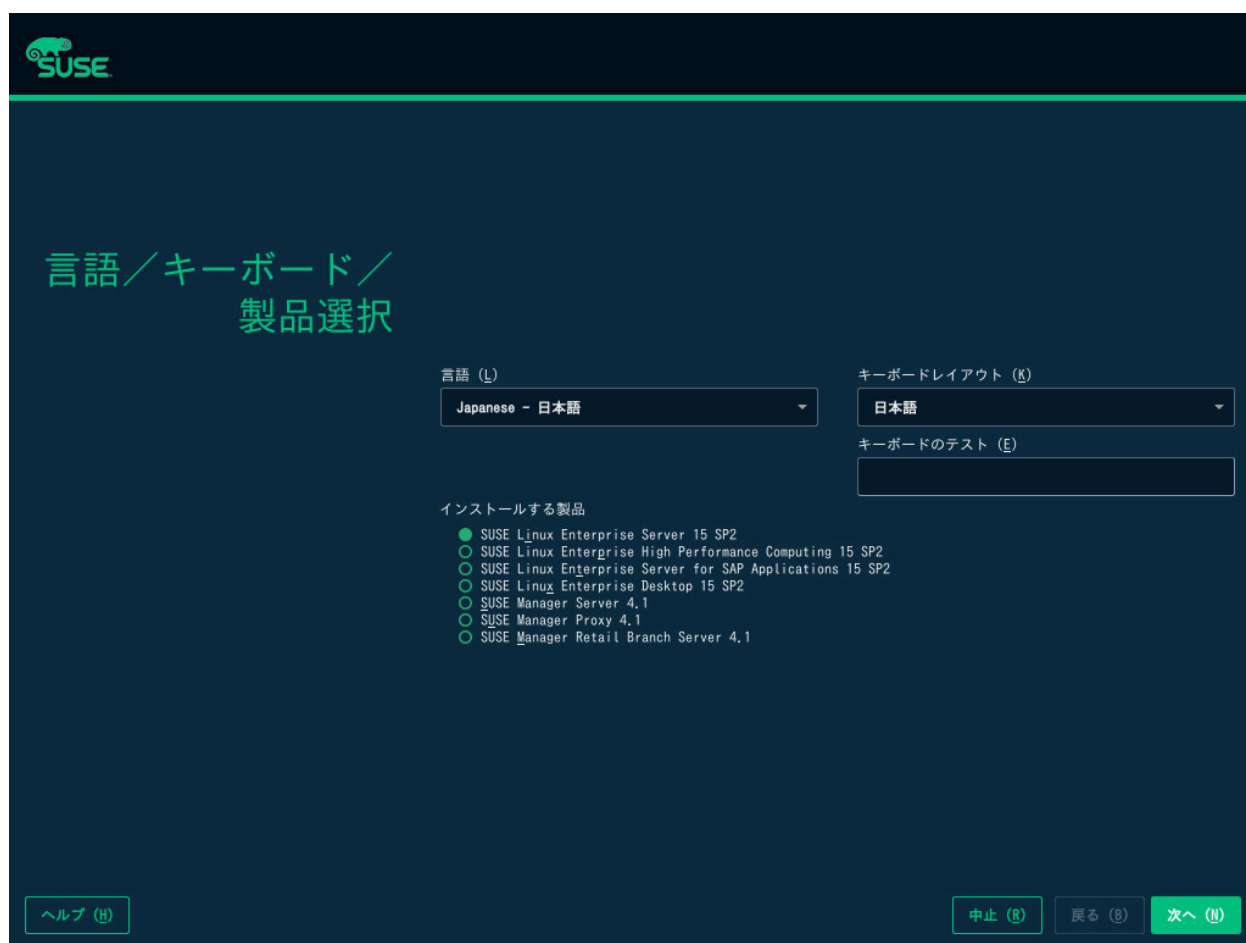 SUSE
言語／キーボード／
製品選択
言語 (L)
キーボードレイアウト (K)
Japanese - 日本語
日本語
キーボードのテスト (E)
インストールする製品
SUSE Linux Enterprise Server 15 SP2
SUSE Linux Enterprise High Performance Computing 15 SP2
SUSE Linux Enterprise Server for SAP Applications 15 SP2
SUSE Linux Enterprise Desktop 15 SP2
SUSE Manager Server 4.1
SUSE Manager Proxy 4.1
SUSE Manager Retail Branch Server 4.1
ヘルプ (H)
中止 (R)
戻る (B)
次へ (N)